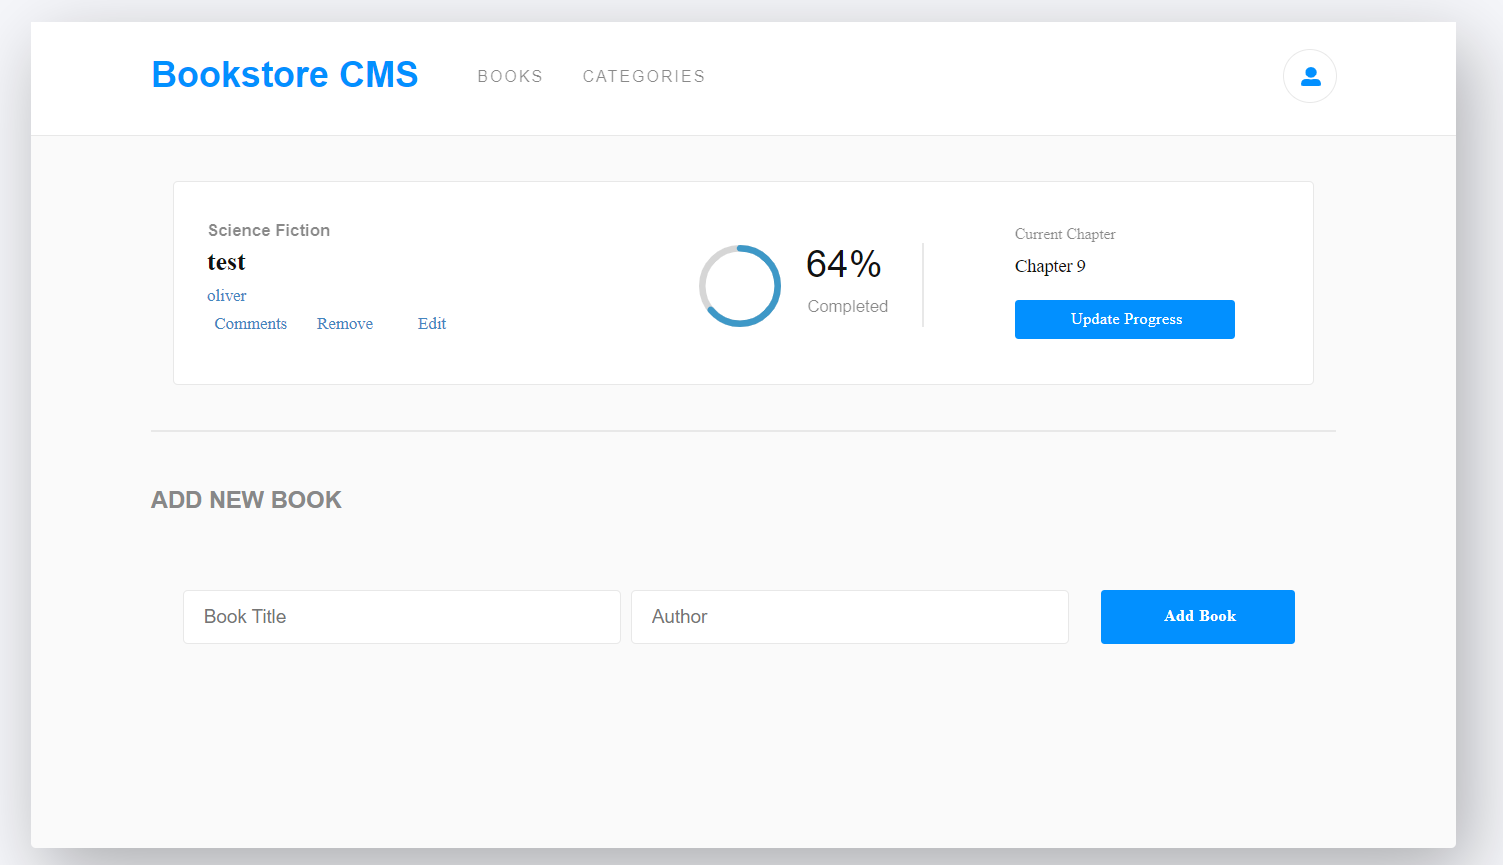 Bookstore CMS BOOKS CATEGORIES
Science Fiction
test
oliver
Comments Remove Edit
64%
Completed
Current Chapter
Chapter 9
Update Progress
ADD NEW BOOK
Book Title Author Add Book